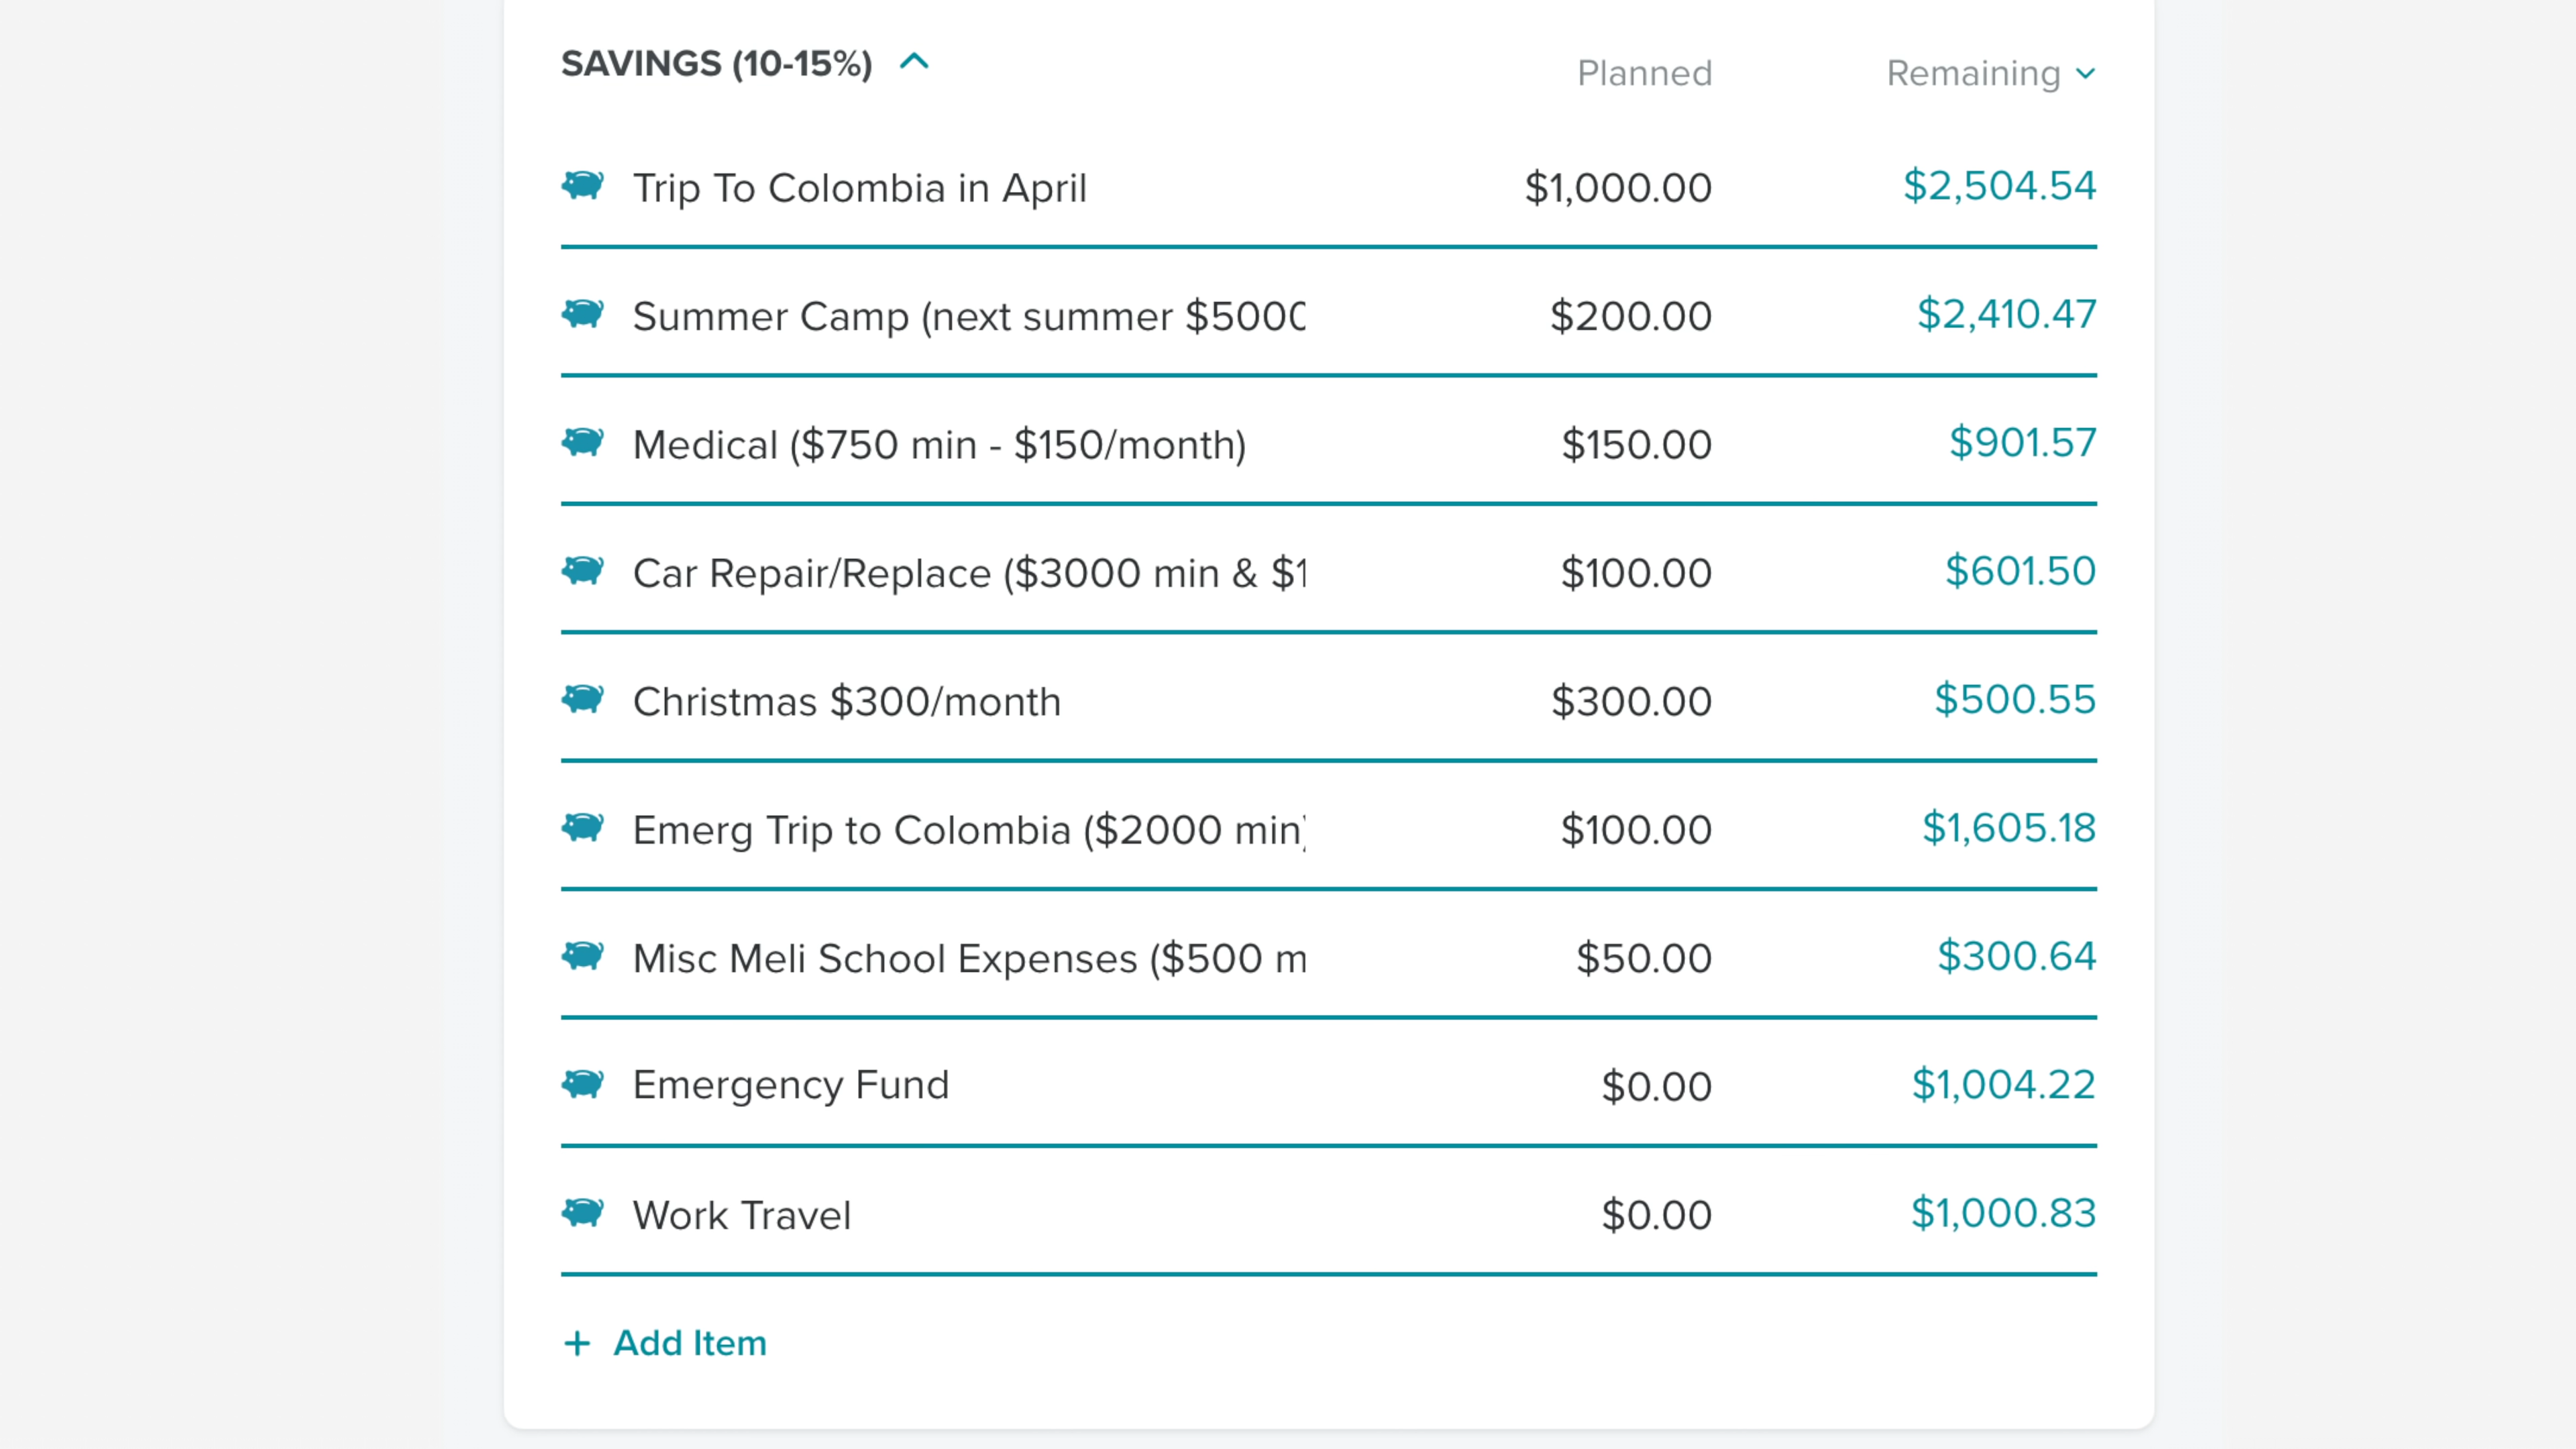 SAVINGS (10-15%) Planned Remaining
Trip To Colombia in April $1,000.00 $2,504.54
Summer Camp (next summer $500 $200.00 $2,410.47
Medical ($750 min - $150/month) $150.00 $901.57
Car Repair/Replace ($3000 min & $1 $100.00 $601.50
Christmas $300/month $300.00 $500.55
Emerg Trip to Colombia ($2000 min) $100.00 $1,605.18
Misc Meli School Expenses ($500 m $50.00 $300.64
Emergency Fund $0.00 $1,004.22
Work Travel $0.00 $1,000.83
+ Add Item